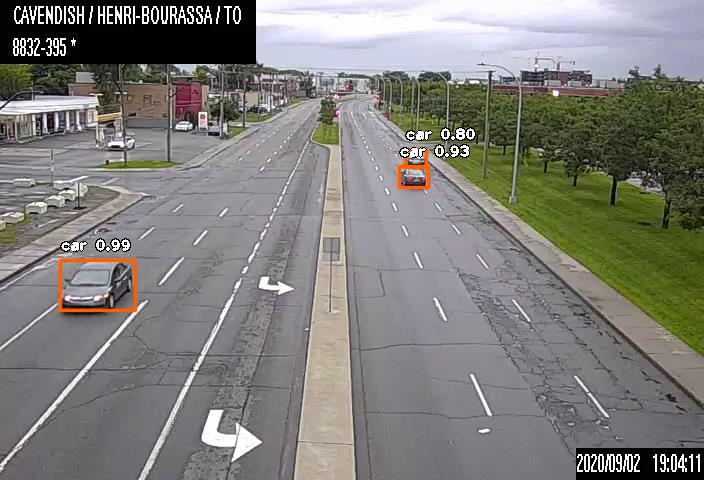 CAVENDISH / HENRI-BOURASSA / TO
8832-395 *
car 0.80
car 0.93
car 0.99
2020/09/02 19:04:11